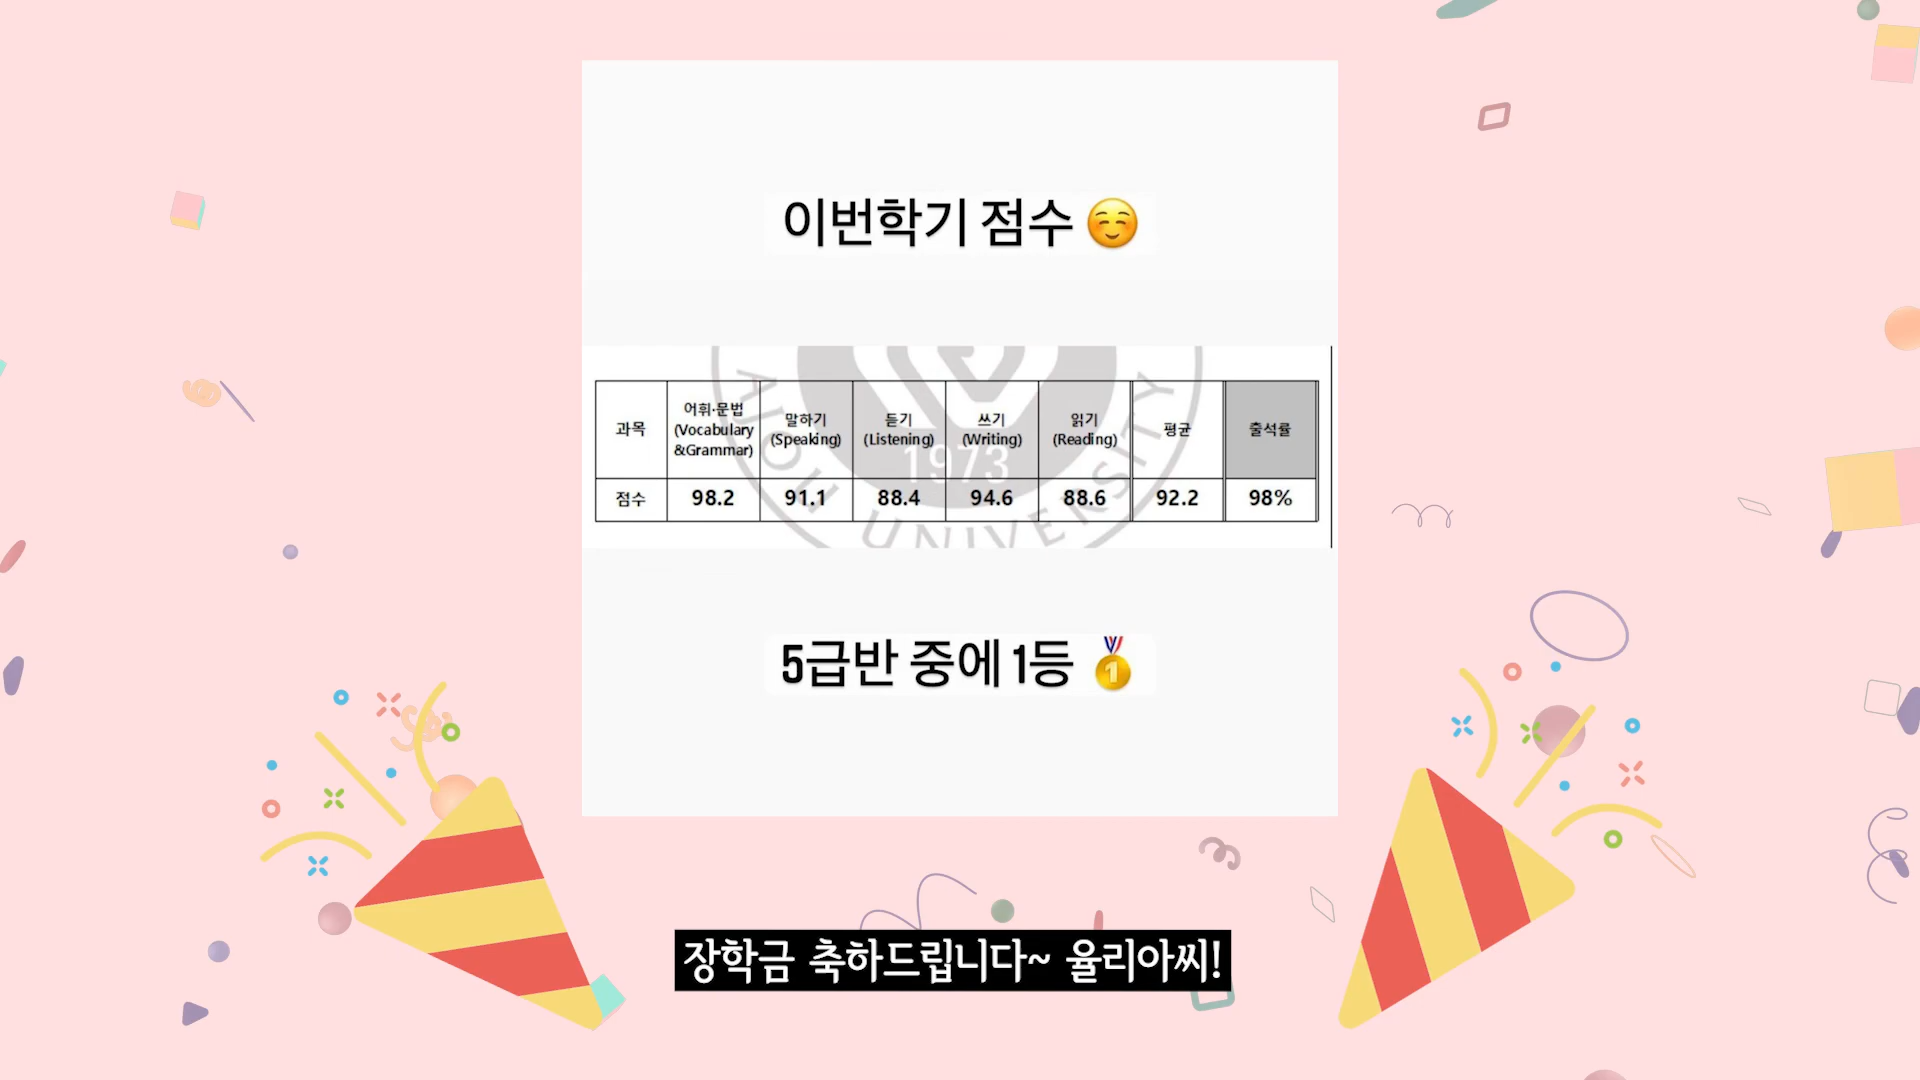 이번학기 점수 ☺️
과목 어휘·문법 (Vocabulary &Grammar) 말하기 (Speaking) 듣기 (Listening) 쓰기 (Writing) 읽기 (Reading) 평균 출석률
점수 98.2 91.1 88.4 94.6 88.6 92.2 98%
AJOU UNIVERSITY
1973
5급반 중에 1등 🥇
장학금 축하드립니다~ 율리아씨!